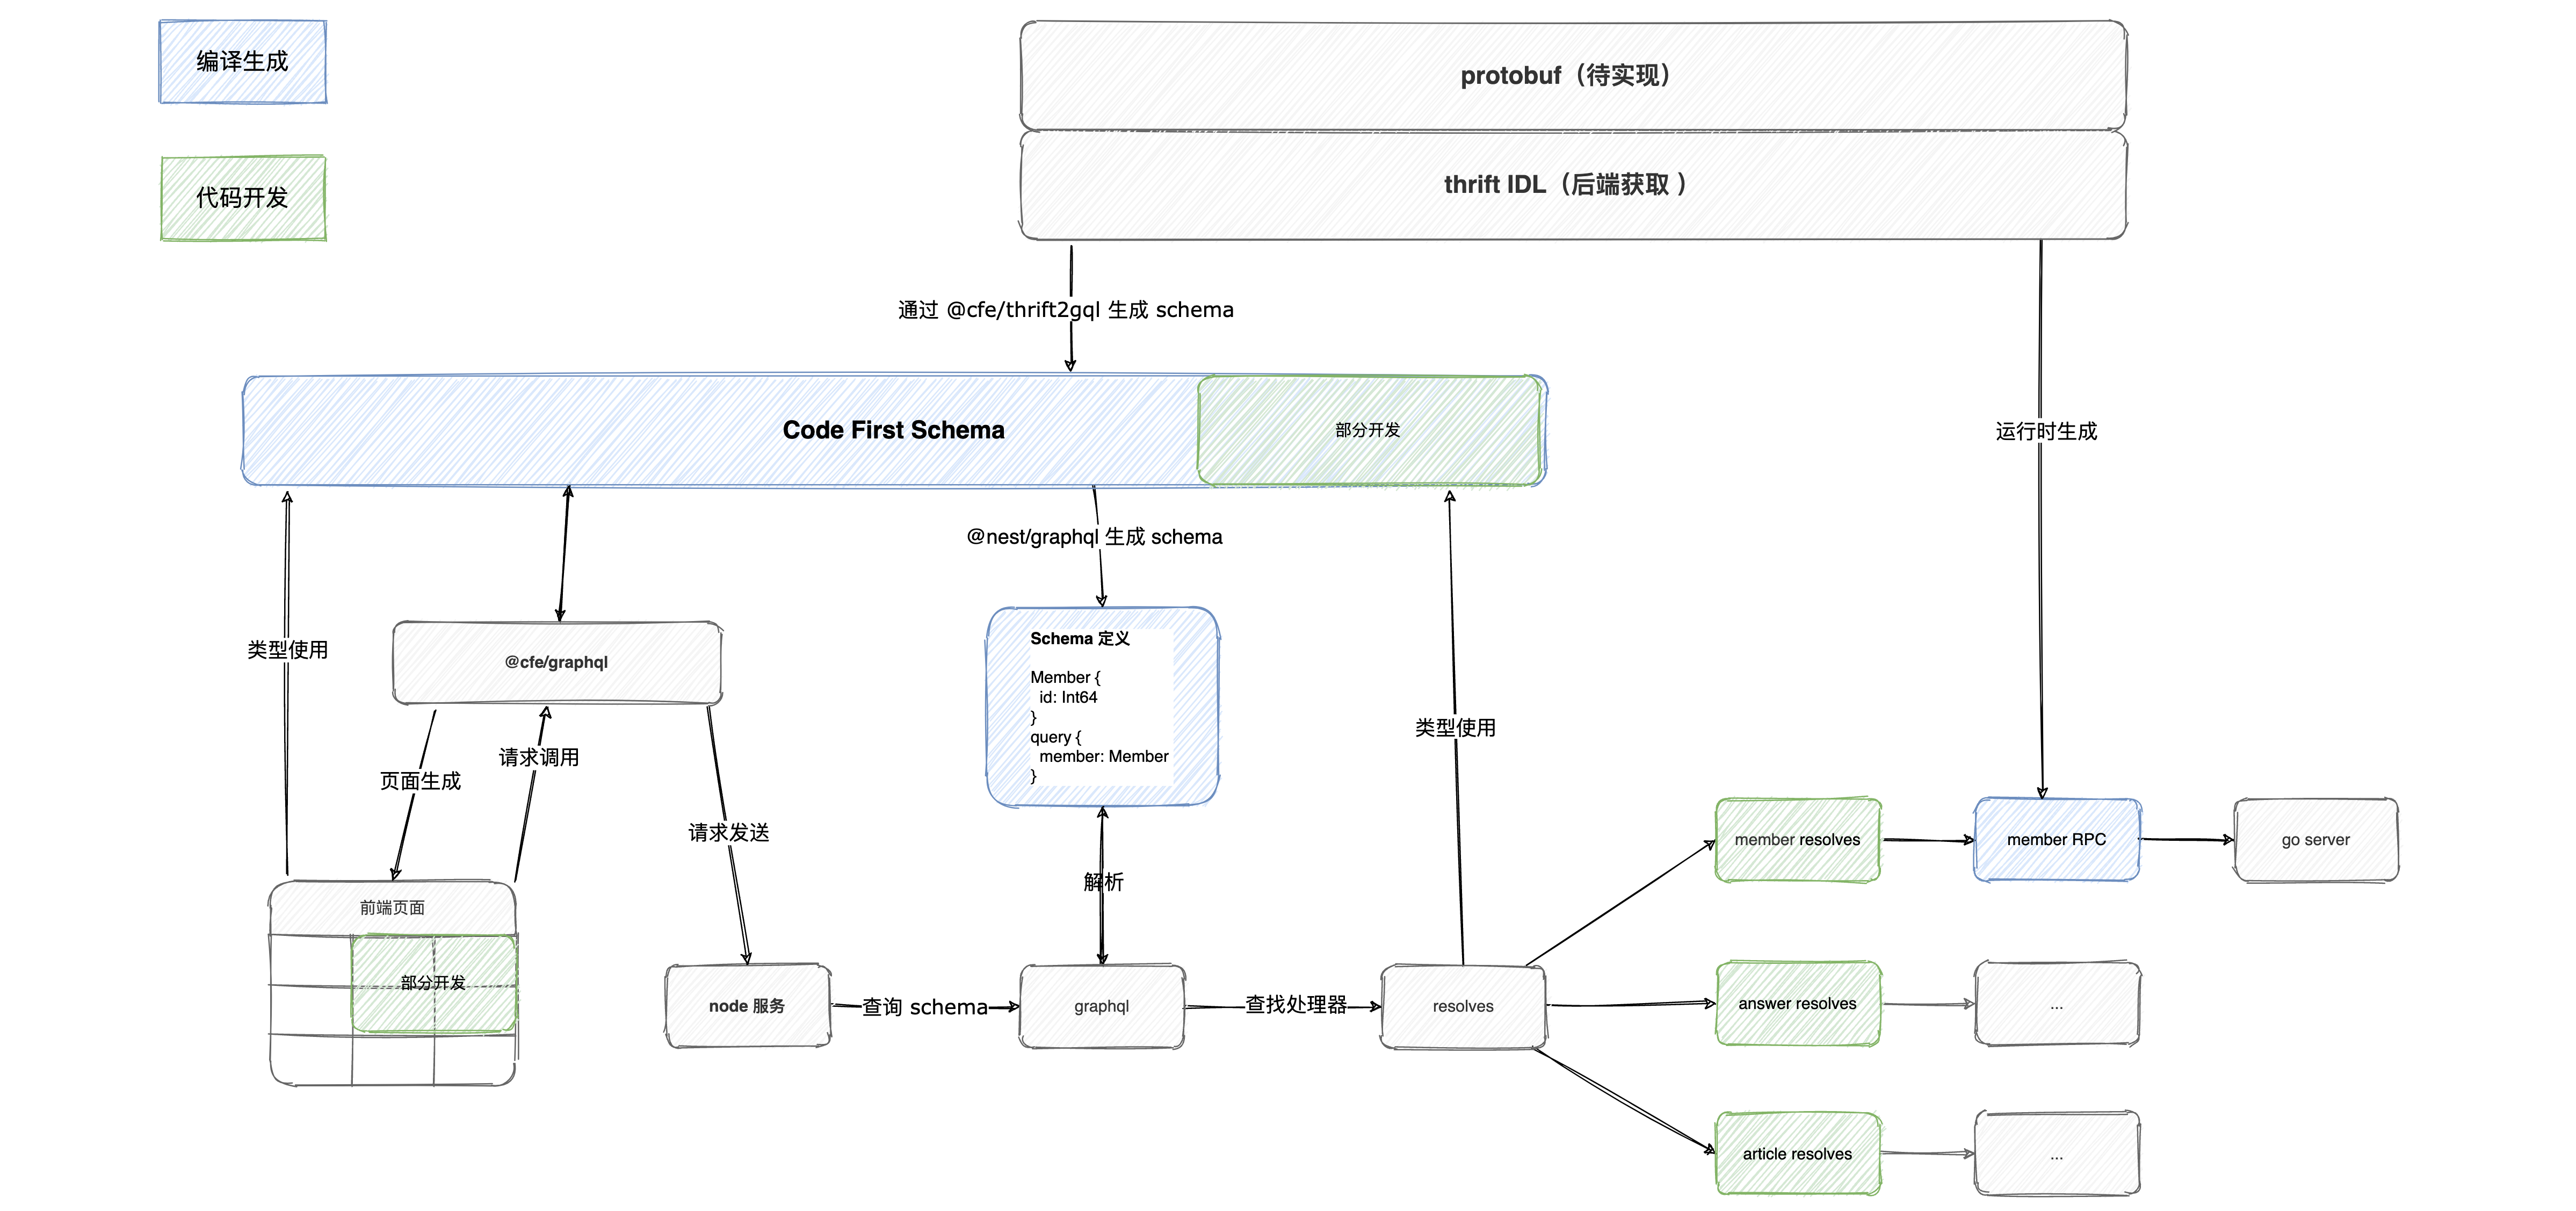 编译生成
代码开发
protobuf（待实现）
thrift IDL（后端获取 ）
通过 @cfe/thrift2gql 生成 schema
Code First Schema
部分开发
运行时生成
@nest/graphql 生成 schema
类型使用
@cfe/graphql
Schema 定义
Member {
id: Int64
}
query {
member: Member
}
类型使用
请求调用
页面生成
请求发送
解析
member resolves
member RPC
go server
前端页面
部分开发
node 服务
查询 schema
graphql
查找处理器
resolves
answer resolves
...
article resolves
...